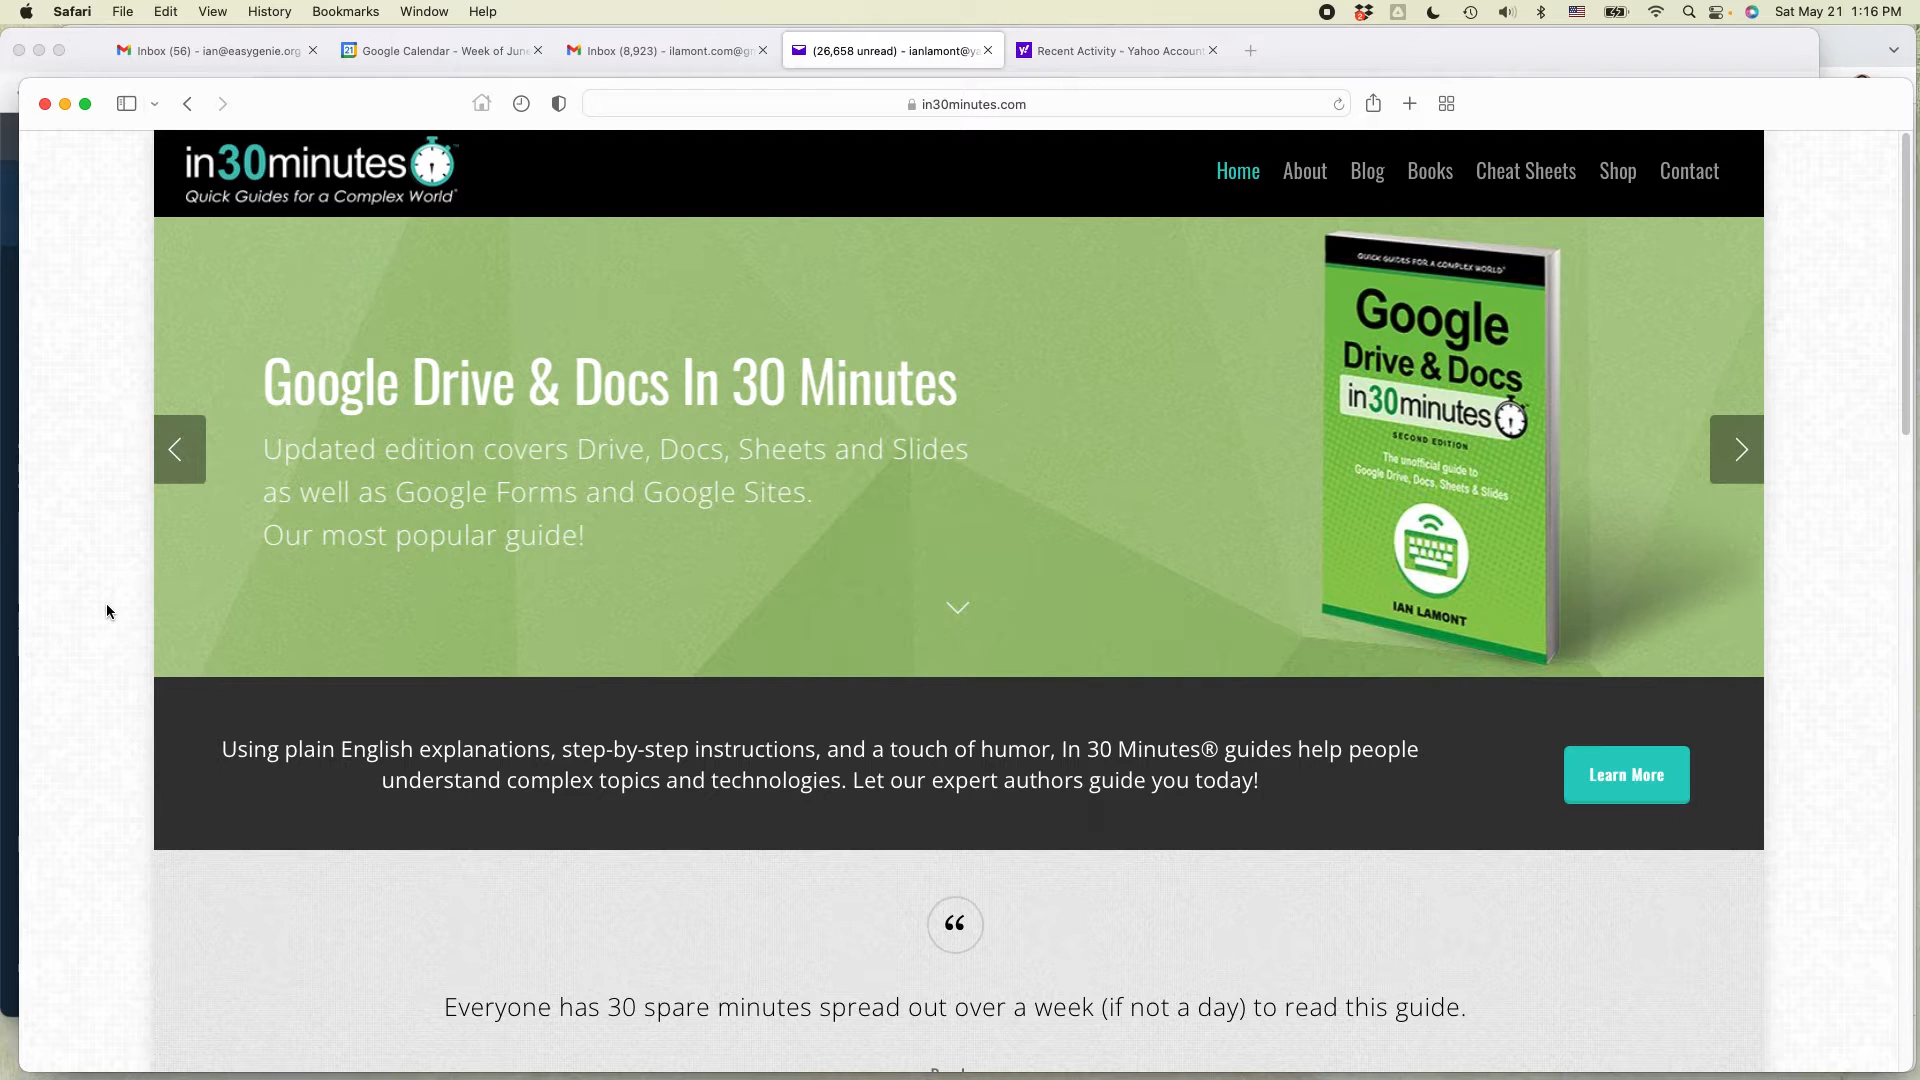 Safari File Edit View History Bookmarks Window Help
Sat May 21 1:16 PM
Inbox (56) - ian@easygenie.org
21
Google Calendar - Week of June
Inbox (8,923) - ilamont.com@g
(26,658 unread) - ianlamont@ya
Recent Activity - Yahoo Account
in30minutes.com
in30minutes™
Quick Guides for a Complex World®
Home About Blog Books Cheat Sheets Shop Contact
Google Drive & Docs In 30 Minutes
Updated edition covers Drive, Docs, Sheets and Slides
as well as Google Forms and Google Sites.
Our most popular guide!
QUICK GUIDES FOR A COMPLEX WORLD®
Google
Drive & Docs
in30minutes
SECOND EDITION
The unofficial guide to
Google Drive, Docs, Sheets & Slides
IAN LAMONT
Using plain English explanations, step-by-step instructions, and a touch of humor, In 30 Minutes® guides help people
understand complex topics and technologies. Let our expert authors guide you today!
Learn More
“
Everyone has 30 spare minutes spread out over a week (if not a day) to read this guide.